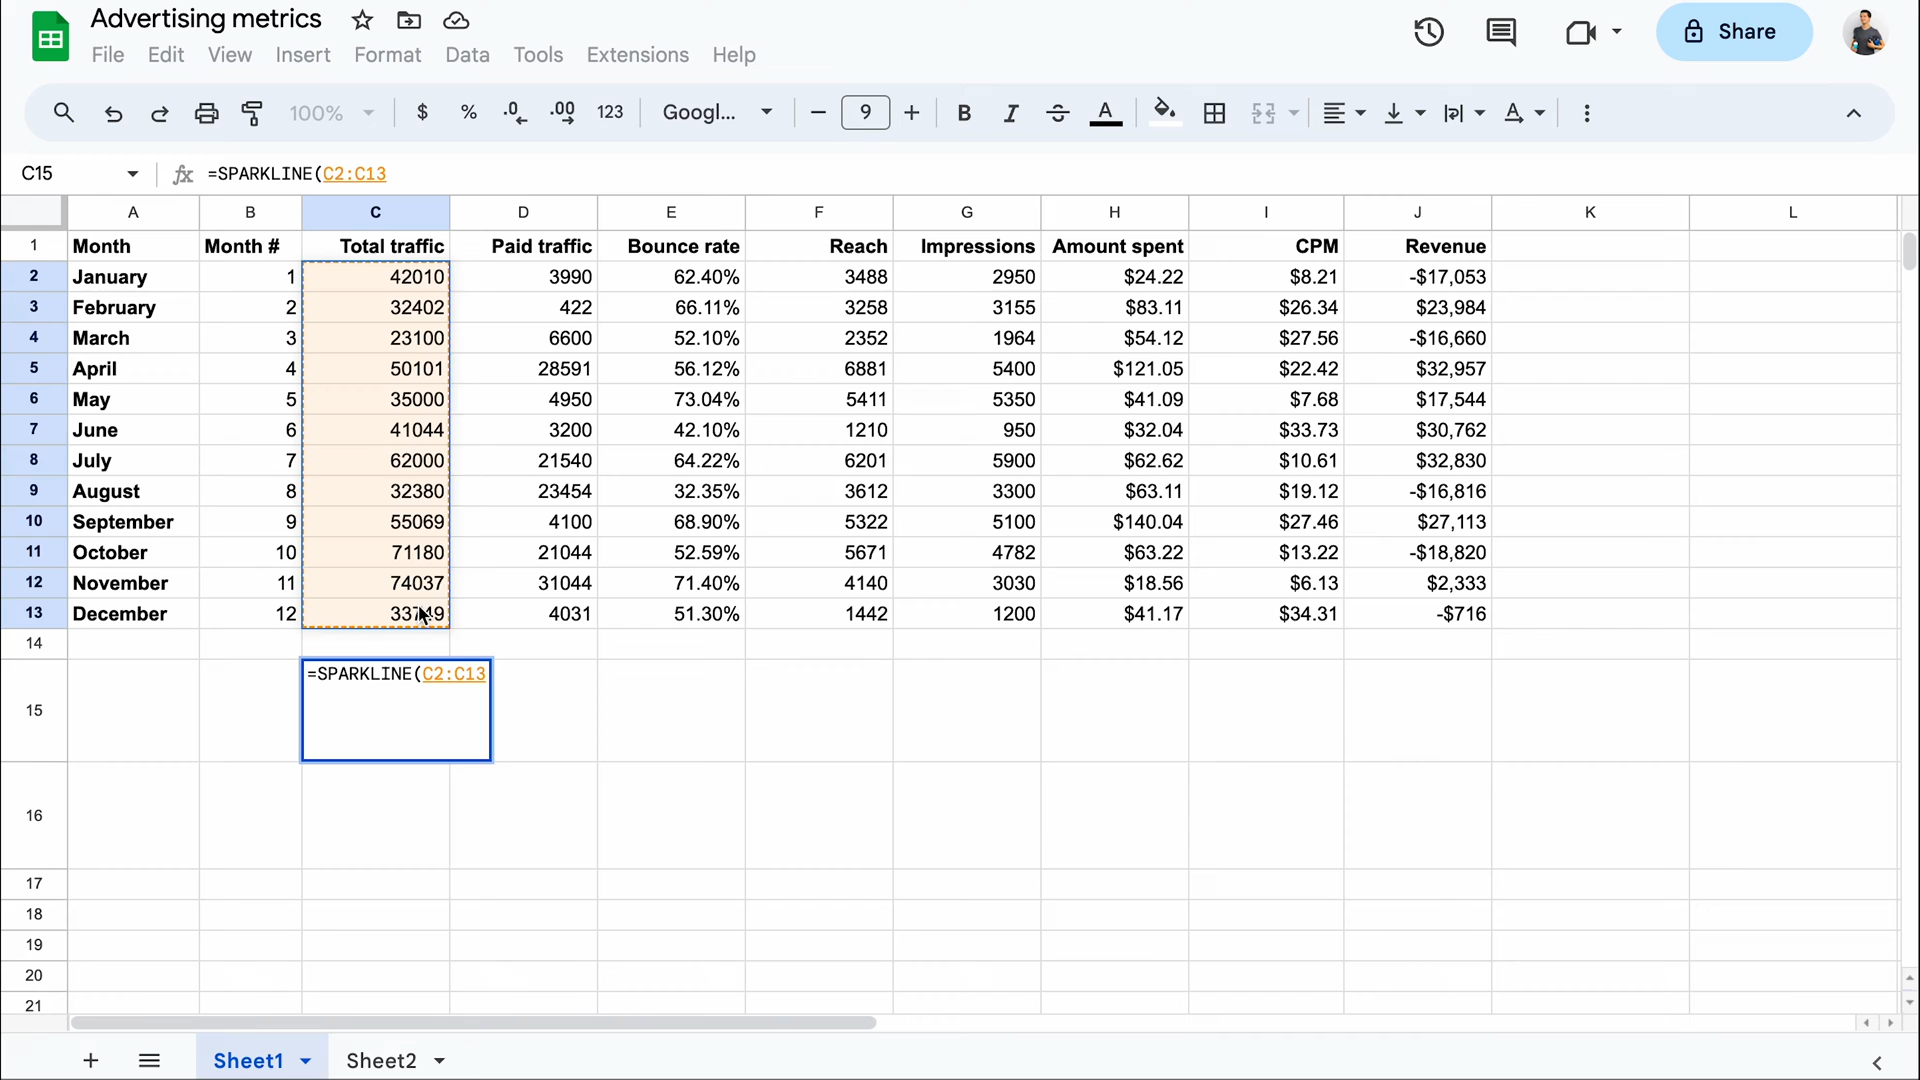 Advertising metrics
File Edit View Insert Format Data Tools Extensions Help
Share
100% $ % .0 .00 123 Googl... 9 B I A
C15 fx =SPARKLINE(C2:C13
A B C D E F G H I J K L
1 Month Month # Total traffic Paid traffic Bounce rate Reach Impressions Amount spent CPM Revenue
2 January 1 42010 3990 62.40% 3488 2950 $24.22 $8.21 -$17,053
3 February 2 32402 422 66.11% 3258 3155 $83.11 $26.34 $23,984
4 March 3 23100 6600 52.10% 2352 1964 $54.12 $27.56 -$16,660
5 April 4 50101 28591 56.12% 6881 5400 $121.05 $22.42 $32,957
6 May 5 35000 4950 73.04% 5411 5350 $41.09 $7.68 $17,544
7 June 6 41044 3200 42.10% 1210 950 $32.04 $33.73 $30,762
8 July 7 62000 21540 64.22% 6201 5900 $62.62 $10.61 $32,830
9 August 8 32380 23454 32.35% 3612 3300 $63.11 $19.12 -$16,816
10 September 9 55069 4100 68.90% 5322 5100 $140.04 $27.46 $27,113
11 October 10 71180 21044 52.59% 5671 4782 $63.22 $13.22 -$18,820
12 November 11 74037 31044 71.40% 4140 3030 $18.56 $6.13 $2,333
13 December 12 4031 51.30% 1442 1200 $41.17 $34.31 -$716
14
=SPARKLINE(C2:C13
15
16
17
18
19
20
21
Sheet1 Sheet2